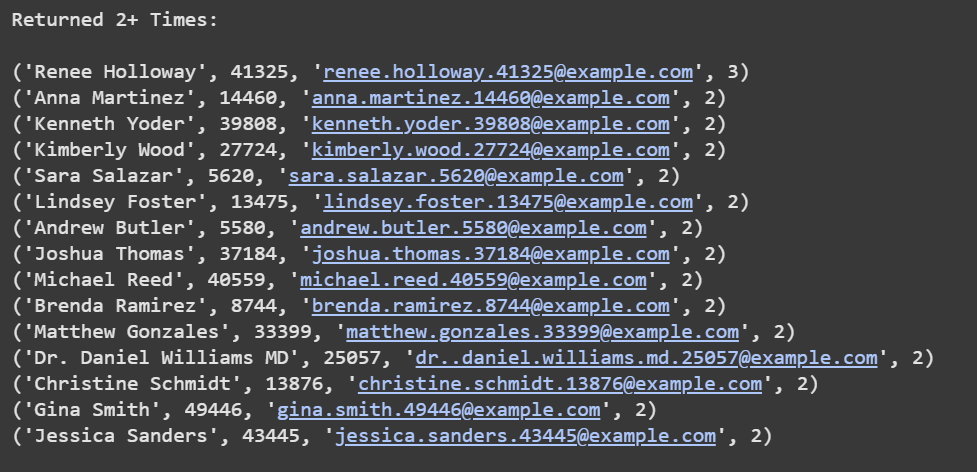 Returned 2+ Times:
('Renee Holloway', 41325, 'renee.holloway.41325@example.com', 3)
('Anna Martinez', 14460, 'anna.martinez.14460@example.com', 2)
('Kenneth Yoder', 39808, 'kenneth.yoder.39808@example.com', 2)
('Kimberly Wood', 27724, 'kimberly.wood.27724@example.com', 2)
('Sara Salazar', 5620, 'sara.salazar.5620@example.com', 2)
('Lindsey Foster', 13475, 'lindsey.foster.13475@example.com', 2)
('Andrew Butler', 5580, 'andrew.butler.5580@example.com', 2)
('Joshua Thomas', 37184, 'joshua.thomas.37184@example.com', 2)
('Michael Reed', 40559, 'michael.reed.40559@example.com', 2)
('Brenda Ramirez', 8744, 'brenda.ramirez.8744@example.com', 2)
('Matthew Gonzales', 33399, 'matthew.gonzales.33399@example.com', 2)
('Dr. Daniel Williams MD', 25057, 'dr..daniel.williams.md.25057@example.com', 2)
('Christine Schmidt', 13876, 'christine.schmidt.13876@example.com', 2)
('Gina Smith', 49446, 'gina.smith.49446@example.com', 2)
('Jessica Sanders', 43445, 'jessica.sanders.43445@example.com', 2)